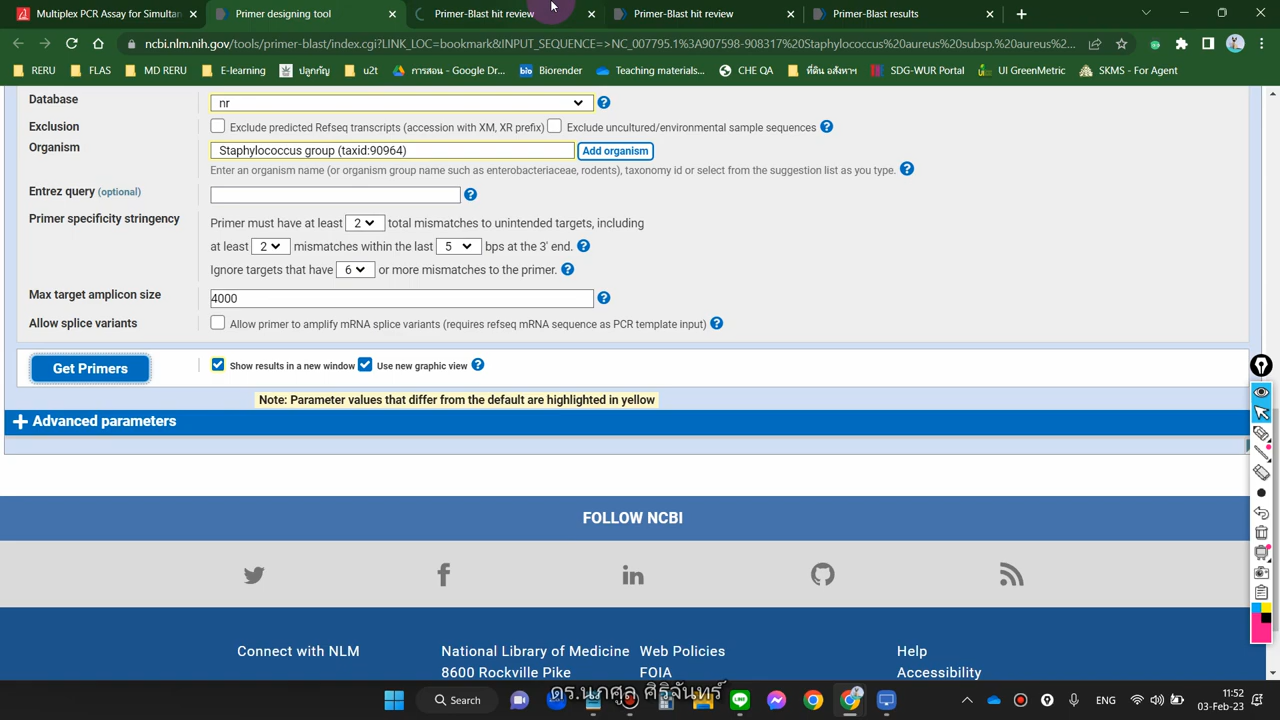 Multiplex PCR Assay for Simultan
Primer designing tool
Primer-Blast hit review
Primer-Blast hit review
Primer-Blast results
ncbi.nlm.nih.gov/tools/primer-blast/index.cgi?LINK_LOC=bookmark&INPUT_SEQUENCE=>NC_007795.1%3A907598-908317%20Staphylococcus%20aureus%20subsp.%20aureus%...
RERU
FLAS
MD RERU
E-learning
ปลูกกัญ
u2t
การสอน - Google Dr...
Biorender
Teaching materials...
CHE QA
ที่ดิน อสังหาฯ
SDG-WUR Portal
UI GreenMetric
SKMS - For Agent
Database
nr
Exclusion
Exclude predicted Refseq transcripts (accession with XM, XR prefix)
Exclude uncultured/environmental sample sequences
Organism
Staphylococcus group (taxid:90964)
Add organism
Enter an organism name (or organism group name such as enterobacteriaceae, rodents), taxonomy id or select from the suggestion list as you type.
Entrez query (optional)
Primer specificity stringency
Primer must have at least 2 total mismatches to unintended targets, including
at least 2 mismatches within the last 5 bps at the 3' end.
Ignore targets that have 6 or more mismatches to the primer.
Max target amplicon size
4000
Allow splice variants
Allow primer to amplify mRNA splice variants (requires refseq mRNA sequence as PCR template input)
Get Primers
Show results in a new window
Use new graphic view
Note: Parameter values that differ from the default are highlighted in yellow
Advanced parameters
FOLLOW NCBI
Connect with NLM
National Library of Medicine
Web Policies
Help
8600 Rockville Pike
FOIA
Accessibility
ดร.นภศูล ศิริจันทร์
Search
ENG
11:52
03-Feb-23